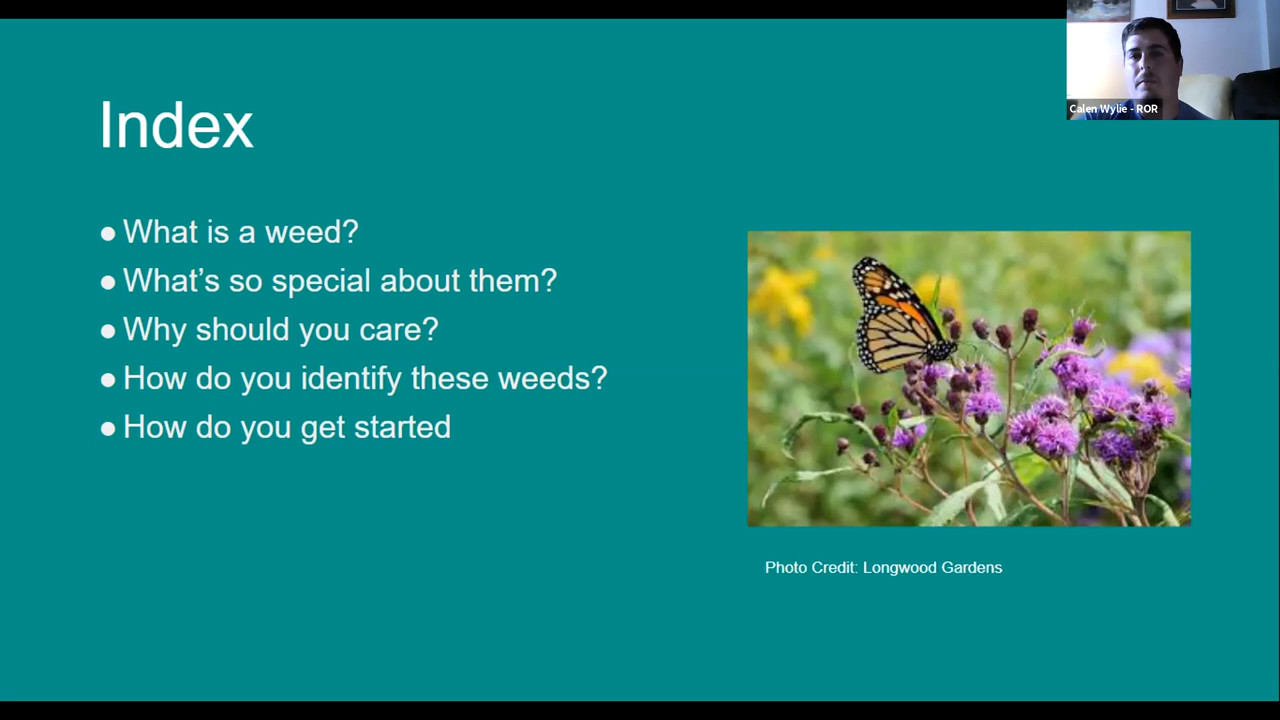 Calen Wylie - ROR
Index
● What is a weed?
● What’s so special about them?
● Why should you care?
● How do you identify these weeds?
● How do you get started
Photo Credit: Longwood Gardens